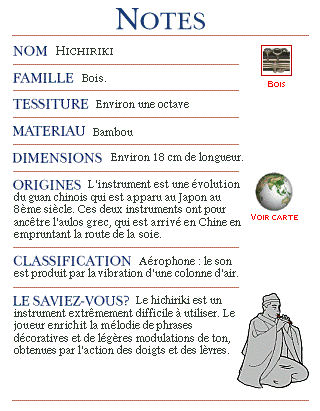 NOTES
NOM Hichiriki
Bois
FAMILLE Bois.
TESSITURE Environ une octave
MATERIAU Bambou
DIMENSIONS Environ 18 cm de longueur.
ORIGINES L'instrument est une évolution
du guan chinois qui est apparu au Japon au
8ème siècle. Ces deux instruments ont pour
ancêtre l'aulos grec, qui est arrivé en Chine en
empruntant la route de la soie.
Voir carte
CLASSIFICATION Aérophone : le son
est produit par la vibration d'une colonne d'air.
LE SAVIEZ-VOUS? Le hichiriki est un
instrument extrêmement difficile à utiliser. Le
joueur enrichit la mélodie de phrases
décoratives et de légères modulations de ton,
obtenues par l'action des doigts et des lèvres.